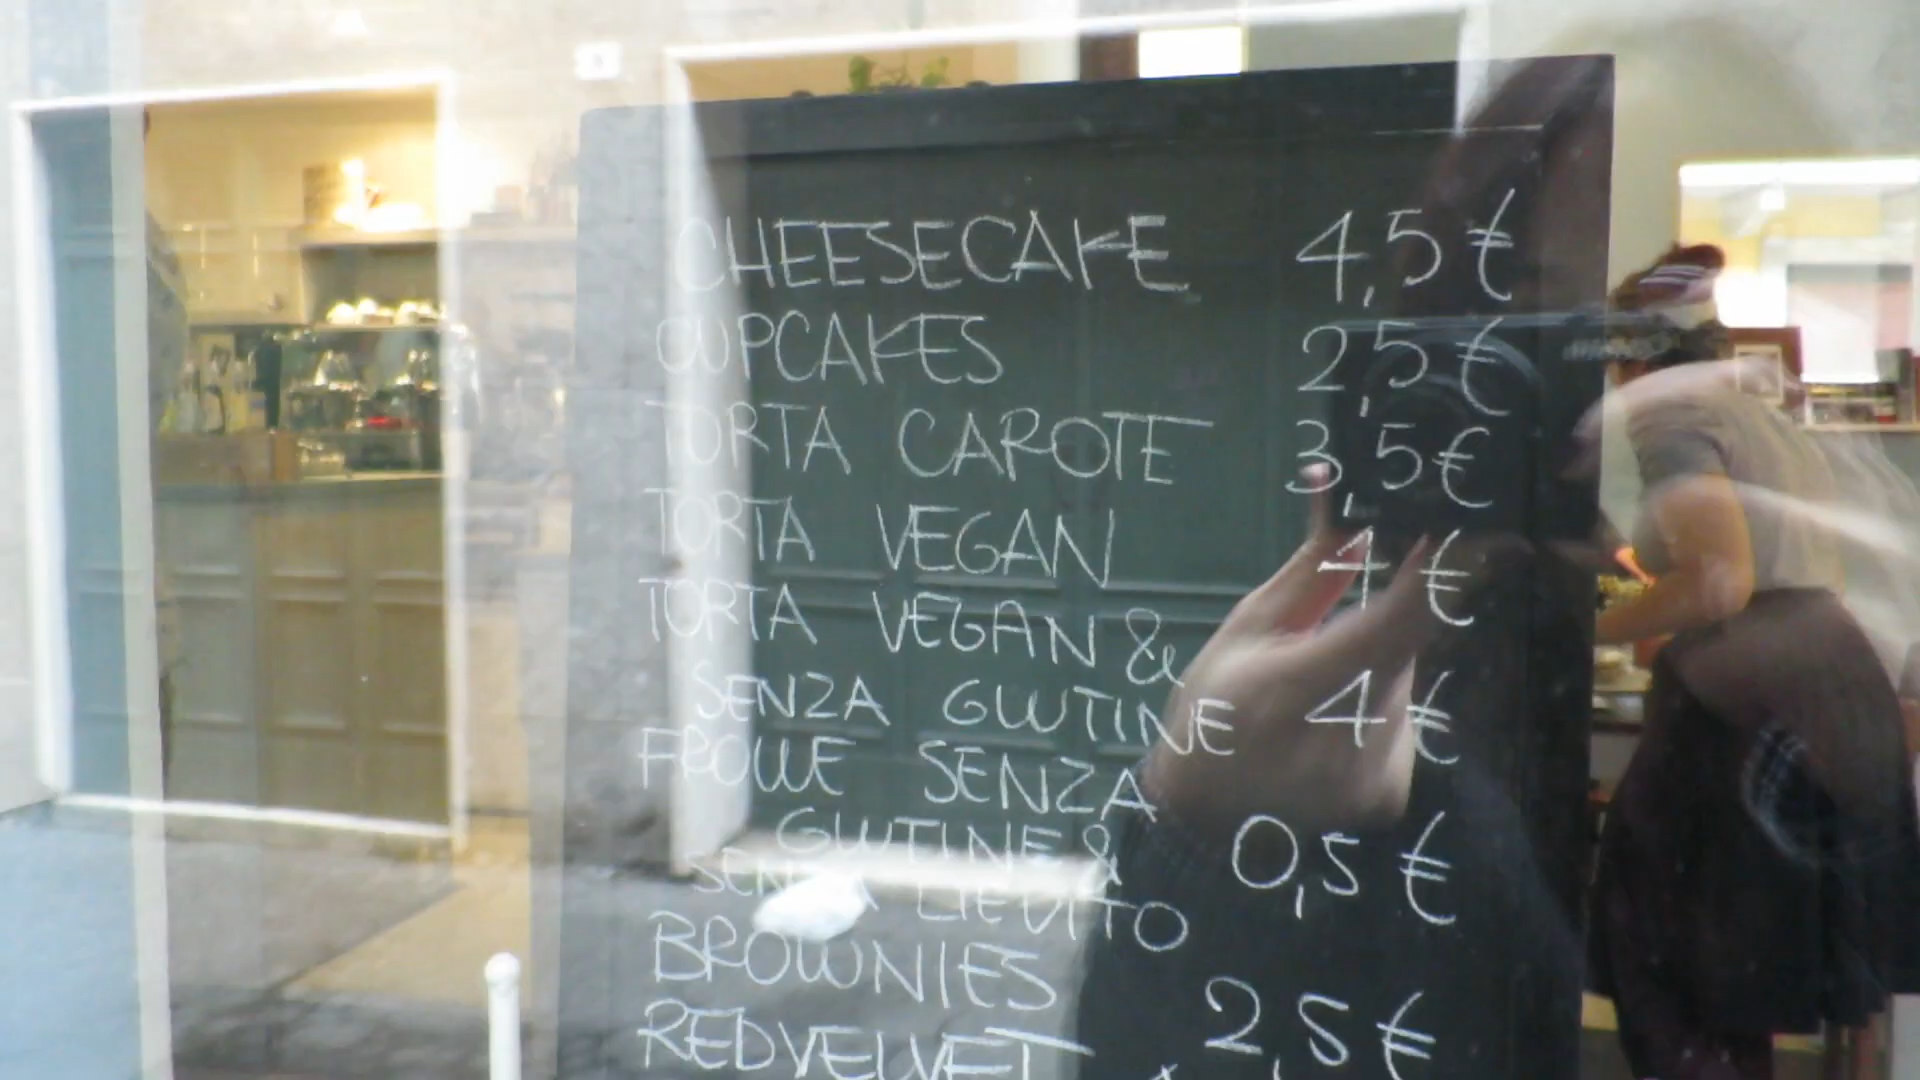 CHEESECAKE 4,5 €
CUPCAKES 2,5 €
TORTA CAROTE 3,5 €
TORTA VEGAN 4 €
TORTA VEGAN &
SENZA GLUTINE 4 €
FROLLE SENZA
GLUTINE & 0,5 €
SENZA LIEVITO
BROWNIES 2,5 €
REDVELVET